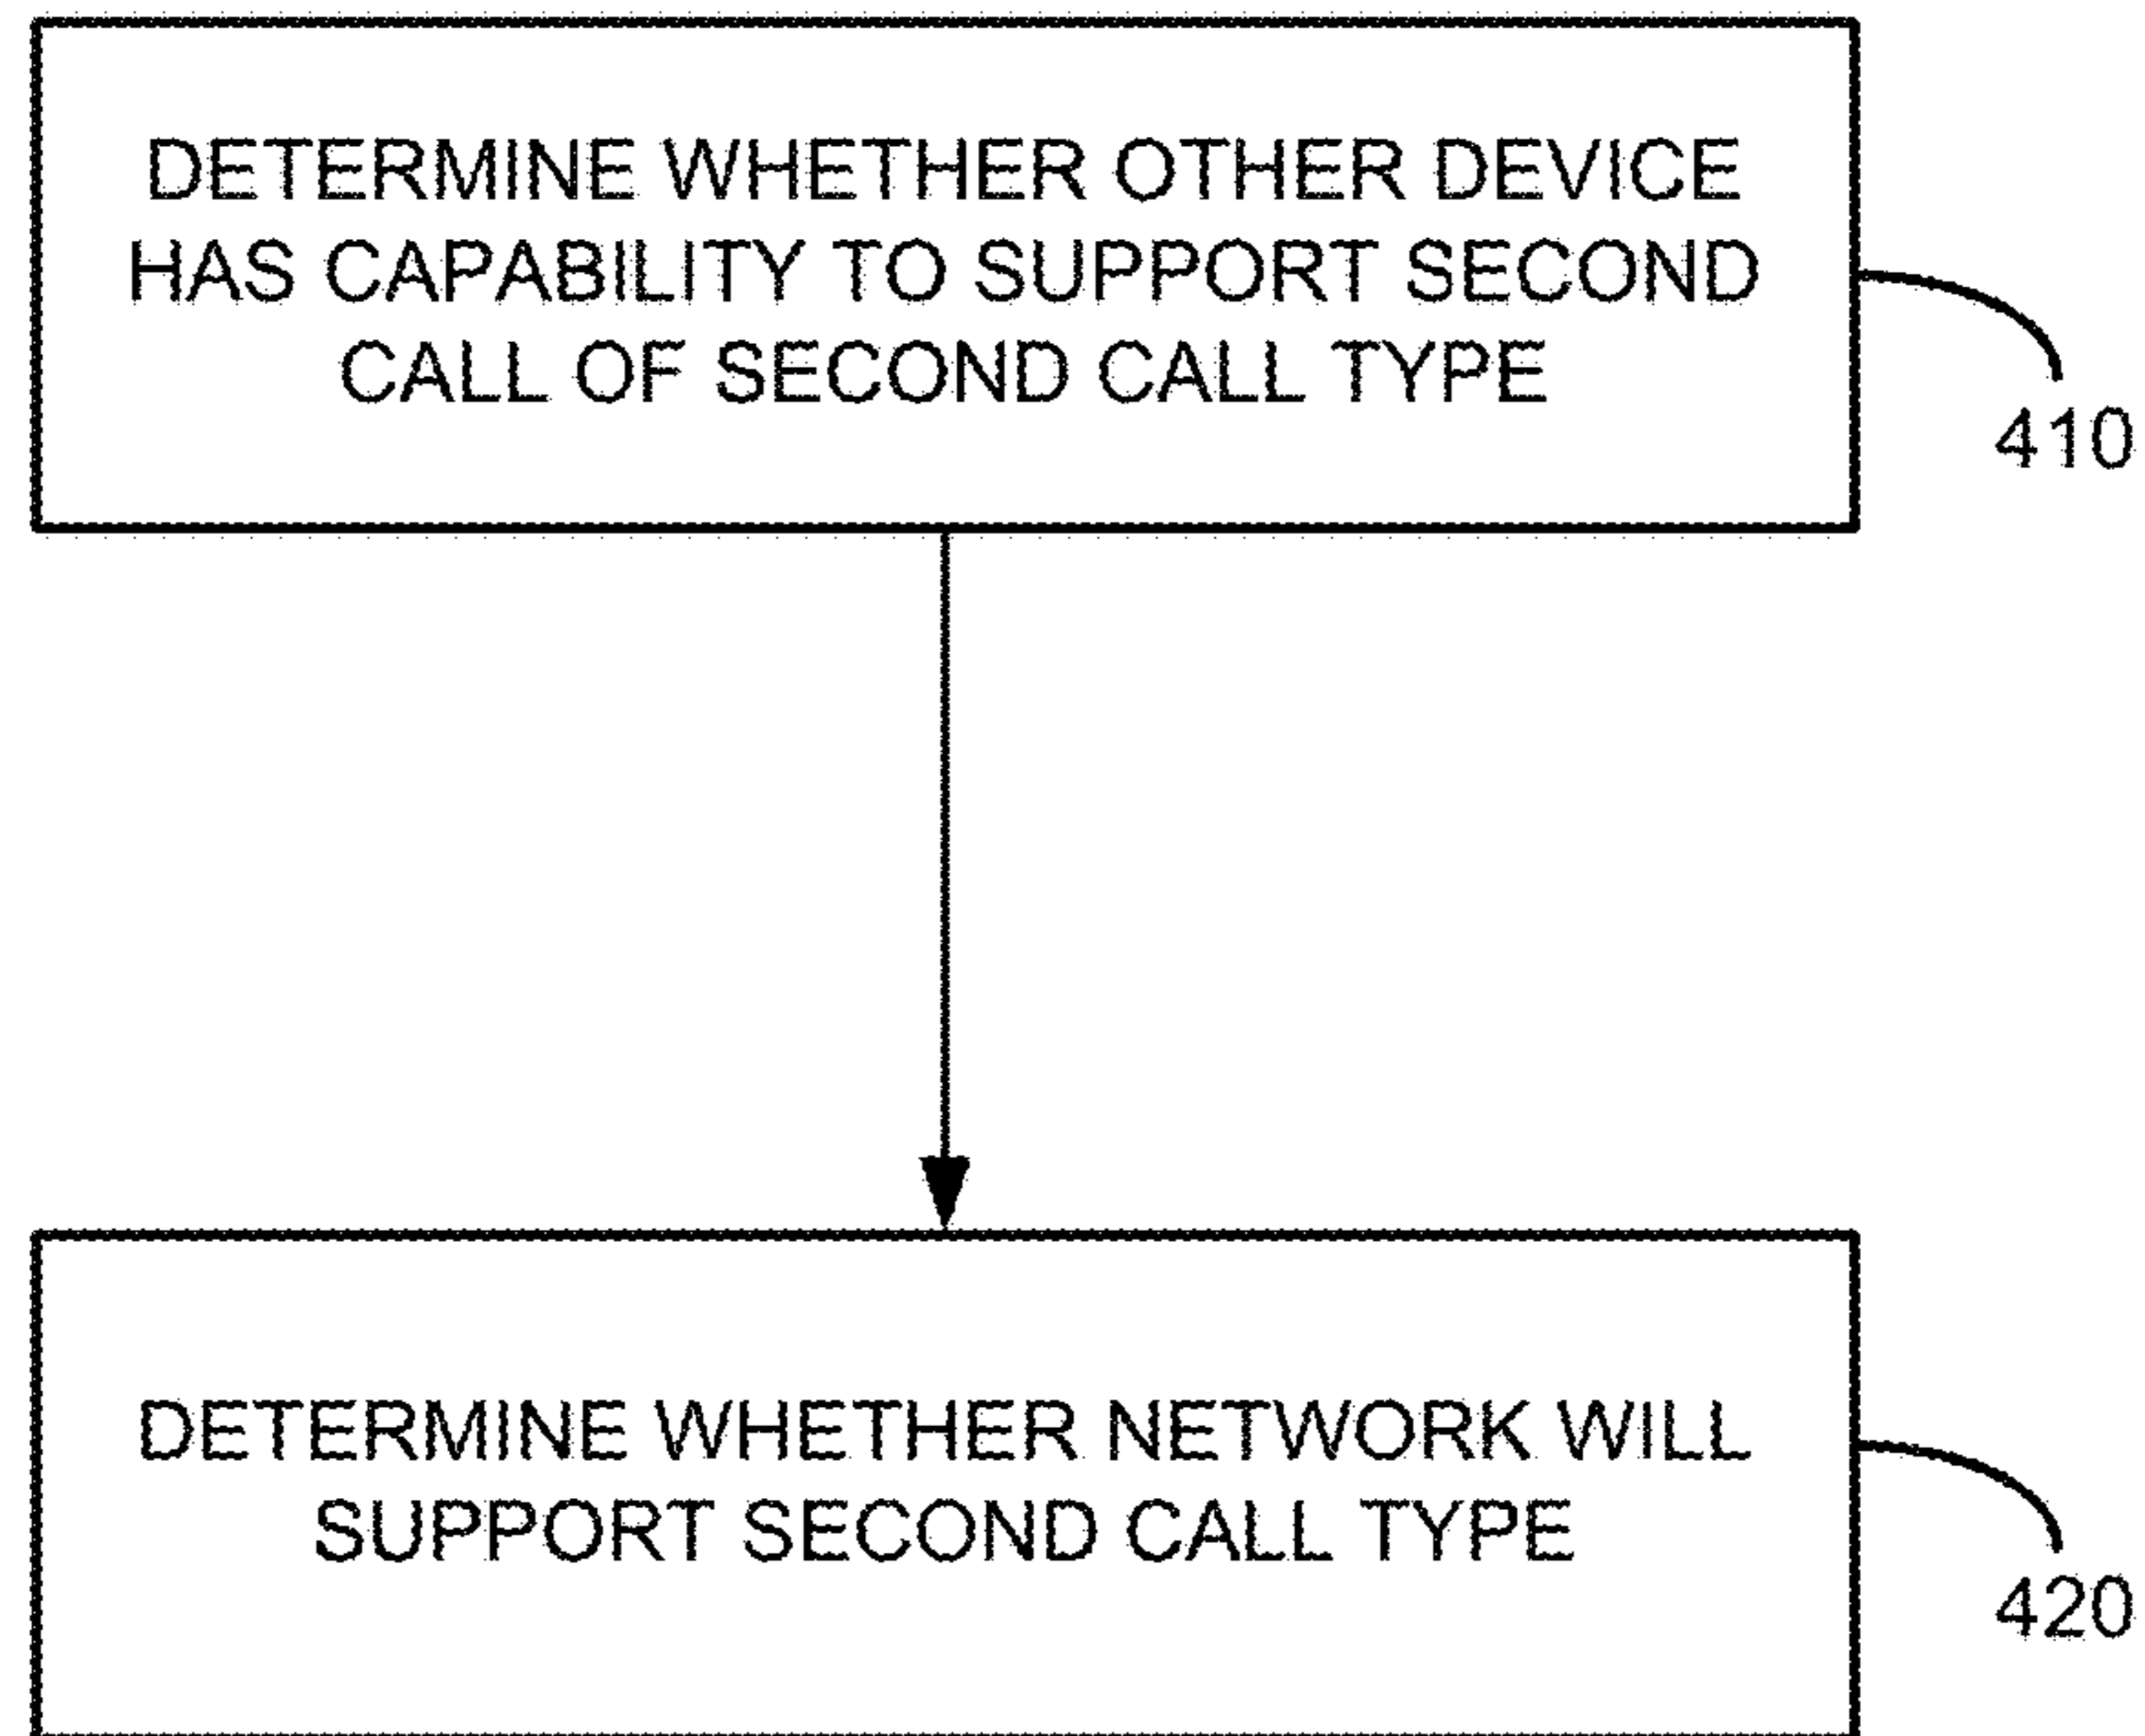 DETERMINE WHETHER OTHER DEVICE
HAS CAPABILITY TO SUPPORT SECOND
CALL OF SECOND CALL TYPE
410
DETERMINE WHETHER NETWORK WILL
SUPPORT SECOND CALL TYPE
420